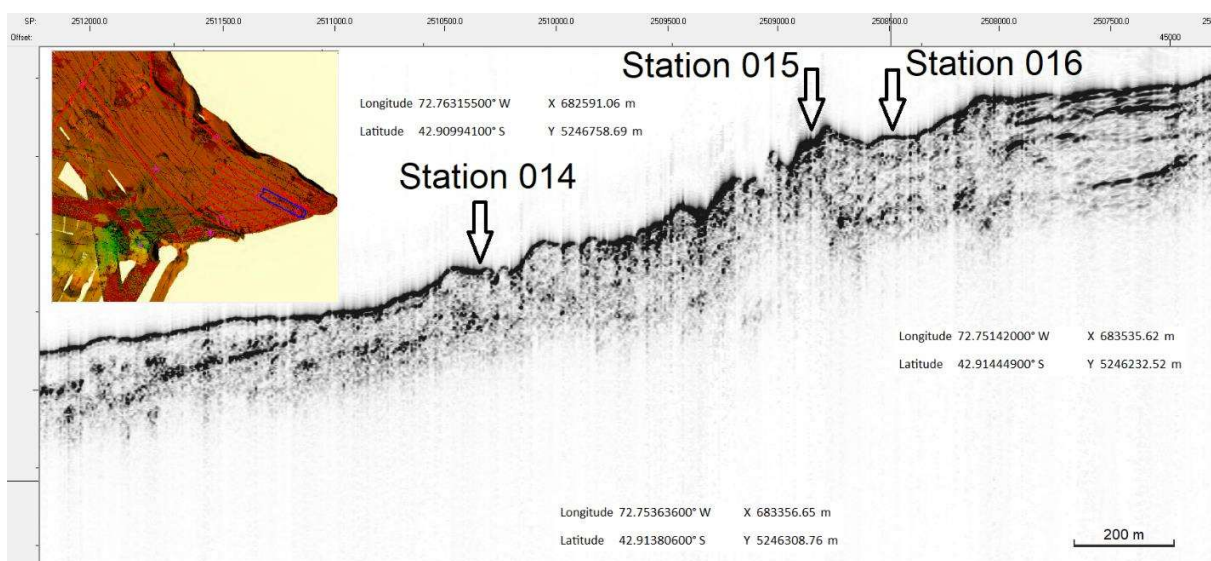 SP: 2512000.0 2511500.0 2511000.0 2510500.0 2510000.0 2509500.0 2509000.0 2508500.0 2508000.0 2507500.0
Offset: 45000
Station 015 Station 016
Longitude 72.76315500° W X 682591.06 m
Latitude 42.90994100° S Y 5246758.69 m
Station 014
Longitude 72.75142000° W X 683535.62 m
Latitude 42.91444900° S Y 5246232.52 m
Longitude 72.75363600° W X 683356.65 m
Latitude 42.91380600° S Y 5246308.76 m
200 m